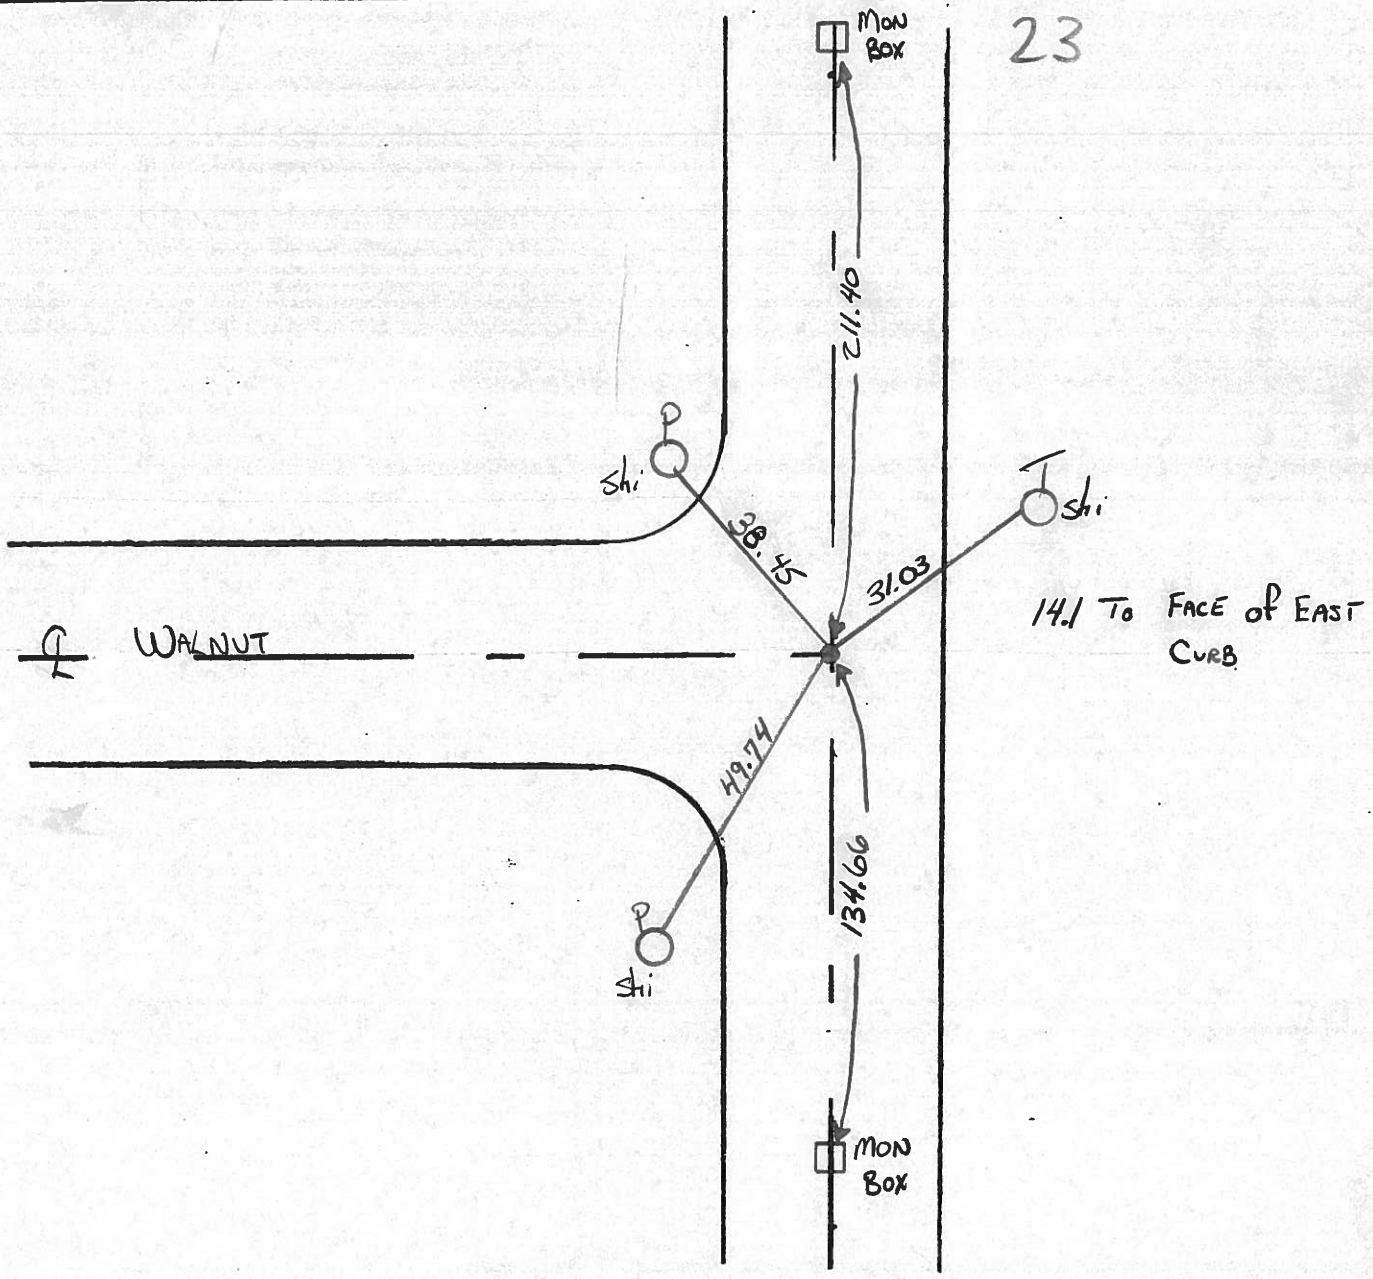 MON
BOX
23
211.40
P
Shi
T
Shi
38.45
31.03
14.1 To FACE of EAST
CURB
CL WALNUT
49.74
134.66
P
Shi
MON
BOX